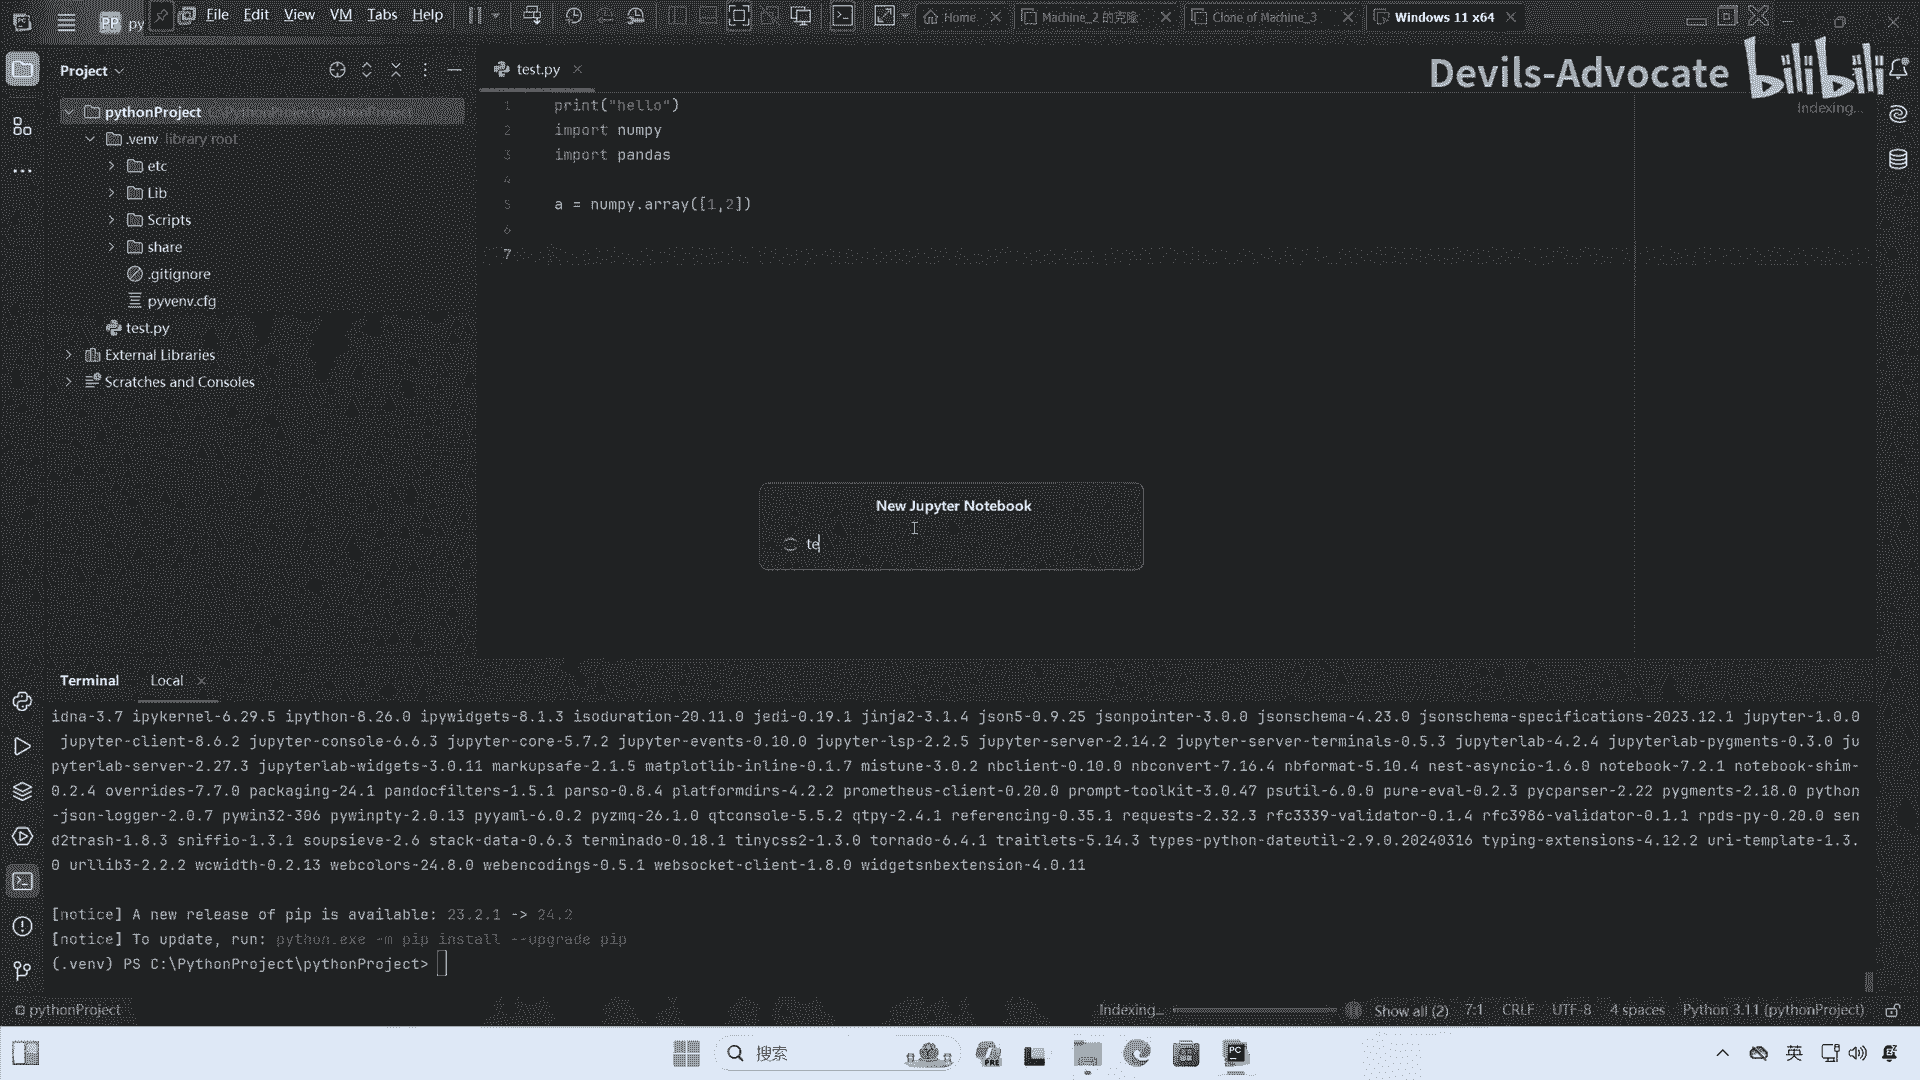 PP py File Edit View VM Tabs Help Home Machine_2 的克隆 Clone of Machine_3 Windows 11 x64
Devils-Advocate bilibili
Project
test.py
Indexing...
pythonProject C:\PythonProject\pythonProject
.venv library root
etc
Lib
Scripts
share
.gitignore
pyvenv.cfg
test.py
External Libraries
Scratches and Consoles
1 print("hello")
2 import numpy
3 import pandas
4
5 a = numpy.array([1,2])
6
7
New Jupyter Notebook
te
Terminal Local
idna-3.7 ipykernel-6.29.5 ipython-8.26.0 ipywidgets-8.1.3 isoduration-20.11.0 jedi-0.19.1 jinja2-3.1.4 json5-0.9.25 jsonpointer-3.0.0 jsonschema-4.23.0 jsonschema-specifications-2023.12.1 jupyter-1.0.0
jupyter-client-8.6.2 jupyter-console-6.6.3 jupyter-core-5.7.2 jupyter-events-0.10.0 jupyter-lsp-2.2.5 jupyter-server-2.14.2 jupyter-server-terminals-0.5.3 jupyterlab-4.2.4 jupyterlab-pygments-0.3.0 ju
pyterlab-server-2.27.3 jupyterlab-widgets-3.0.11 markupsafe-2.1.5 matplotlib-inline-0.1.7 mistune-3.0.2 nbclient-0.10.0 nbconvert-7.16.4 nbformat-5.10.4 nest-asyncio-1.6.0 notebook-7.2.1 notebook-shim-
0.2.4 overrides-7.7.0 packaging-24.1 pandocfilters-1.5.1 parso-0.8.4 platformdirs-4.2.2 prometheus-client-0.20.0 prompt-toolkit-3.0.47 psutil-6.0.0 pure-eval-0.2.3 pycparser-2.22 pygments-2.18.0 python
-json-logger-2.0.7 pywin32-306 pywinpty-2.0.13 pyyaml-6.0.2 pyzmq-26.1.0 qtconsole-5.5.2 qtpy-2.4.1 referencing-0.35.1 requests-2.32.3 rfc3339-validator-0.1.4 rfc3986-validator-0.1.1 rpds-py-0.20.0 sen
d2trash-1.8.3 sniffio-1.3.1 soupsieve-2.6 stack-data-0.6.3 terminado-0.18.1 tinycss2-1.3.0 tornado-6.4.1 traitlets-5.14.3 types-python-dateutil-2.9.0.20240316 typing-extensions-4.12.2 uri-template-1.3.
0 urllib3-2.2.2 wcwidth-0.2.13 webcolors-24.8.0 webencodings-0.5.1 websocket-client-1.8.0 widgetsnbextension-4.0.11
[notice] A new release of pip is available: 23.2.1 -> 24.2
[notice] To update, run: python.exe -m pip install --upgrade pip
(.venv) PS C:\PythonProject\pythonProject>
pythonProject Indexing... Show all (2) 7:1 CRLF UTF-8 4 spaces Python 3.11 (pythonProject)
搜索 PRE PC 英